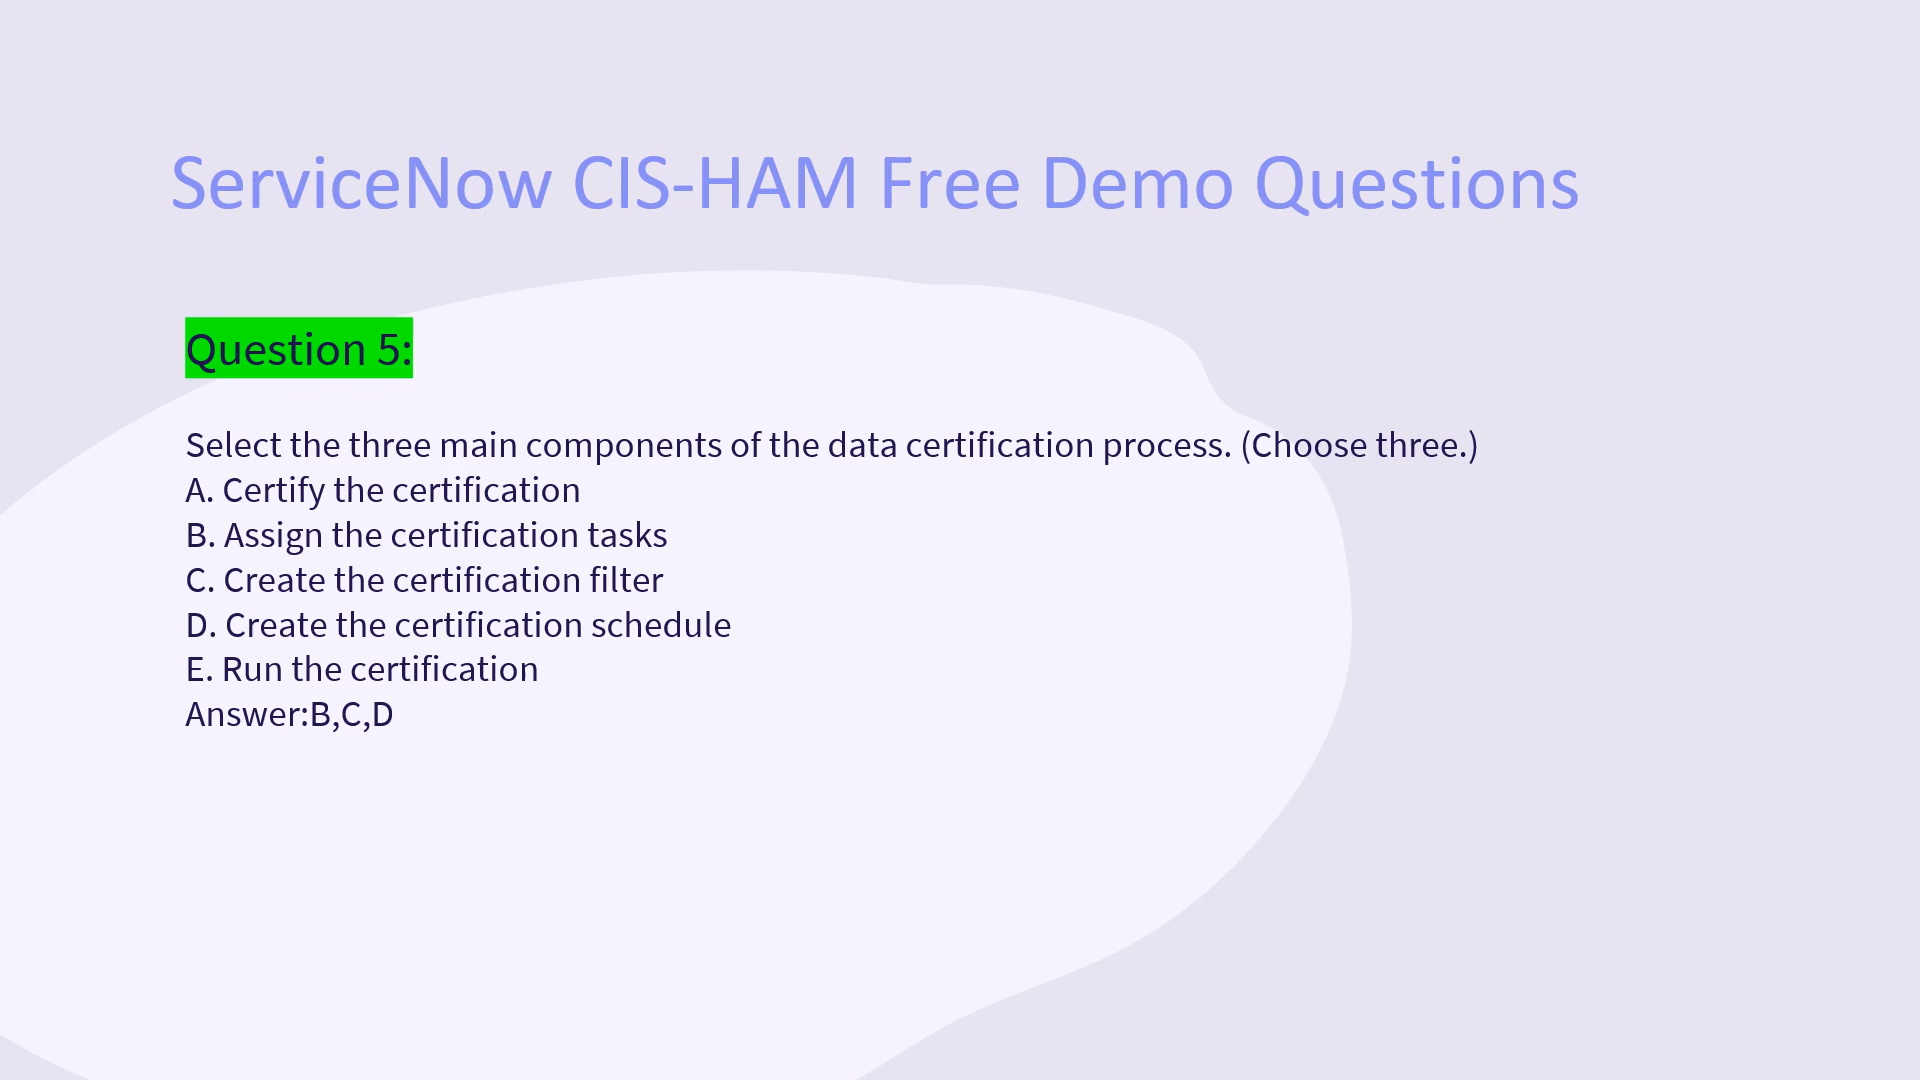 ServiceNow CIS-HAM Free Demo Questions
Question 5:
Select the three main components of the data certification process. (Choose three.)
A. Certify the certification
B. Assign the certification tasks
C. Create the certification filter
D. Create the certification schedule
E. Run the certification
Answer:B,C,D